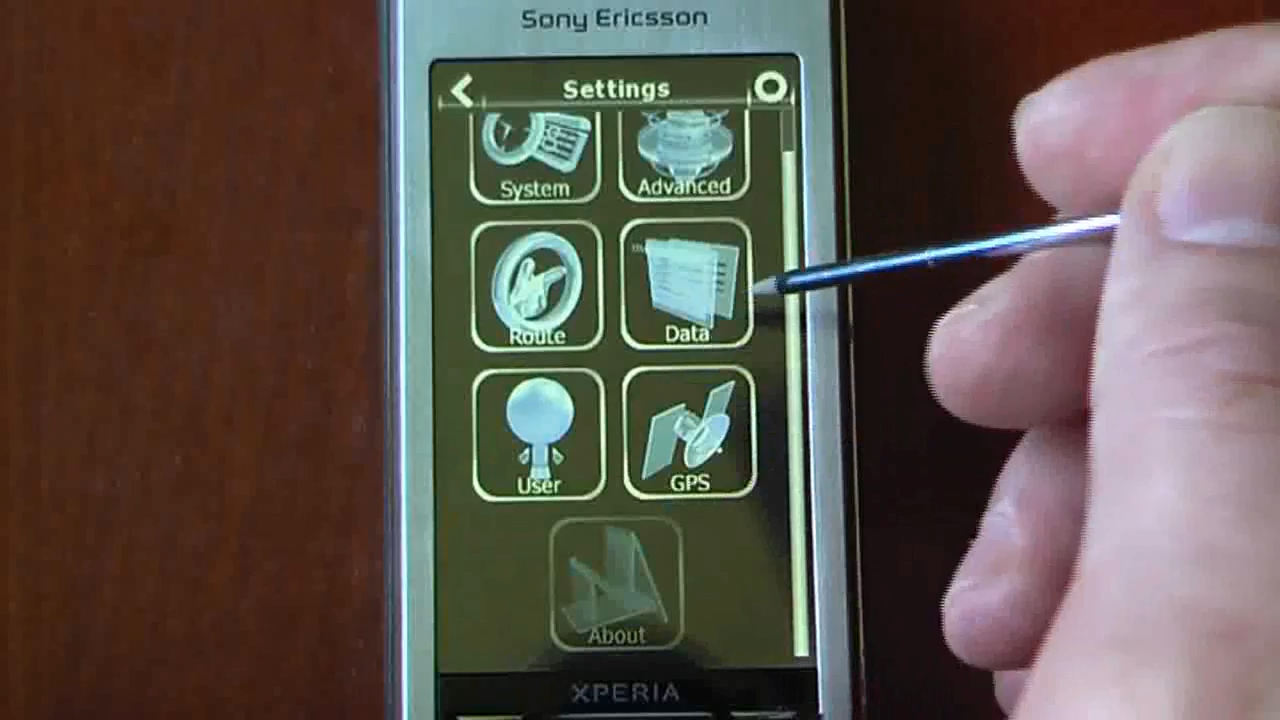 Sony Ericsson
Settings
System
Advanced
Route
Data
User
GPS
About
XPERIA